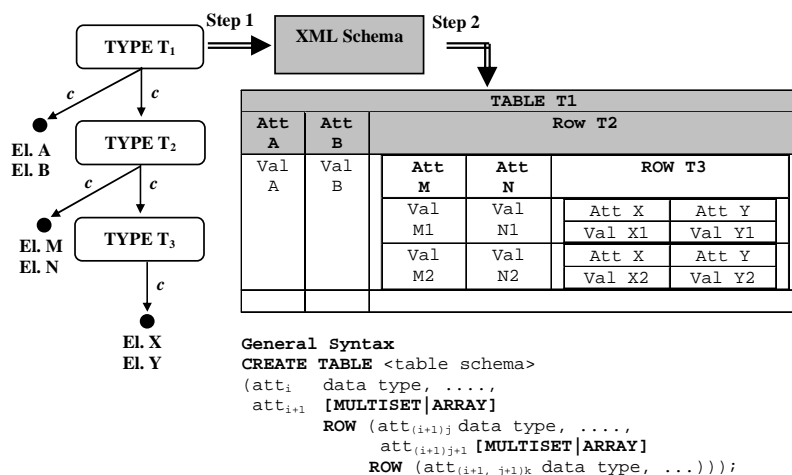 Step 1
Step 2
TYPE T1
XML Schema
c
c
El. A
El. B
TYPE T2
c
c
El. M
El. N
TYPE T3
c
El. X
El. Y
TABLE T1
Att A
Att B
Row T2
Val A
Val B
Att M
Att N
ROW T3
Val M1
Val N1
Att X
Att Y
Val X1
Val Y1
Val M2
Val N2
Att X
Att Y
Val X2
Val Y2
General Syntax
CREATE TABLE <table schema>
(atti data type, ....,
atti+1 [MULTISET|ARRAY]
ROW (att(i+1)j data type, ....,
att(i+1)j+1 [MULTISET|ARRAY]
ROW (att(i+1, j+1)k data type, ...)));